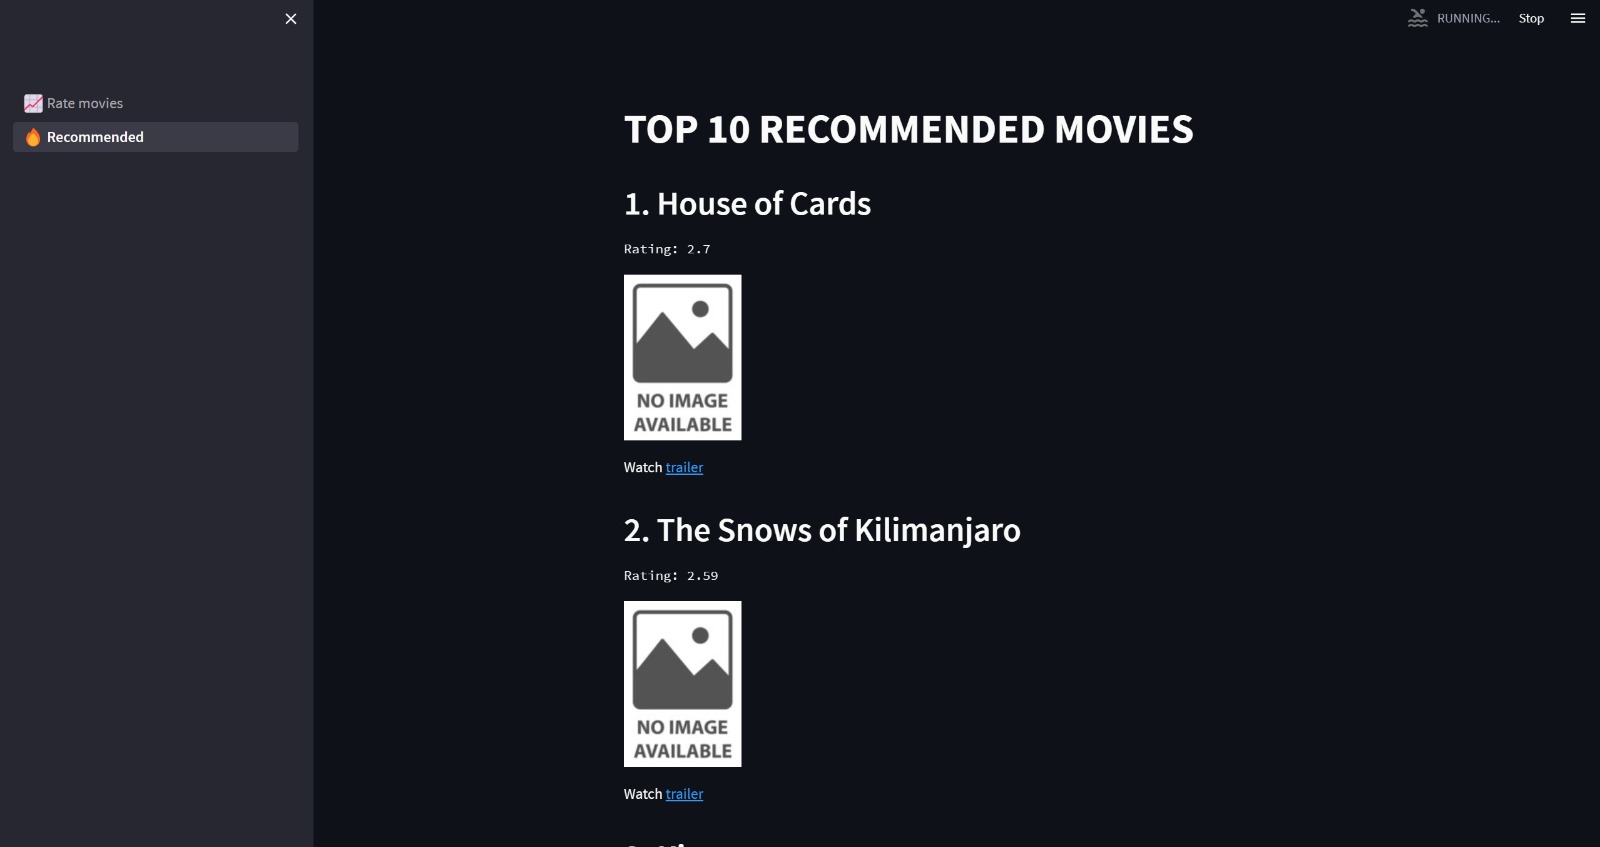 RUNNING...
Stop
Rate movies
Recommended
TOP 10 RECOMMENDED MOVIES
1. House of Cards
Rating: 2.7
NO IMAGE
AVAILABLE
Watch trailer
2. The Snows of Kilimanjaro
Rating: 2.59
NO IMAGE
AVAILABLE
Watch trailer